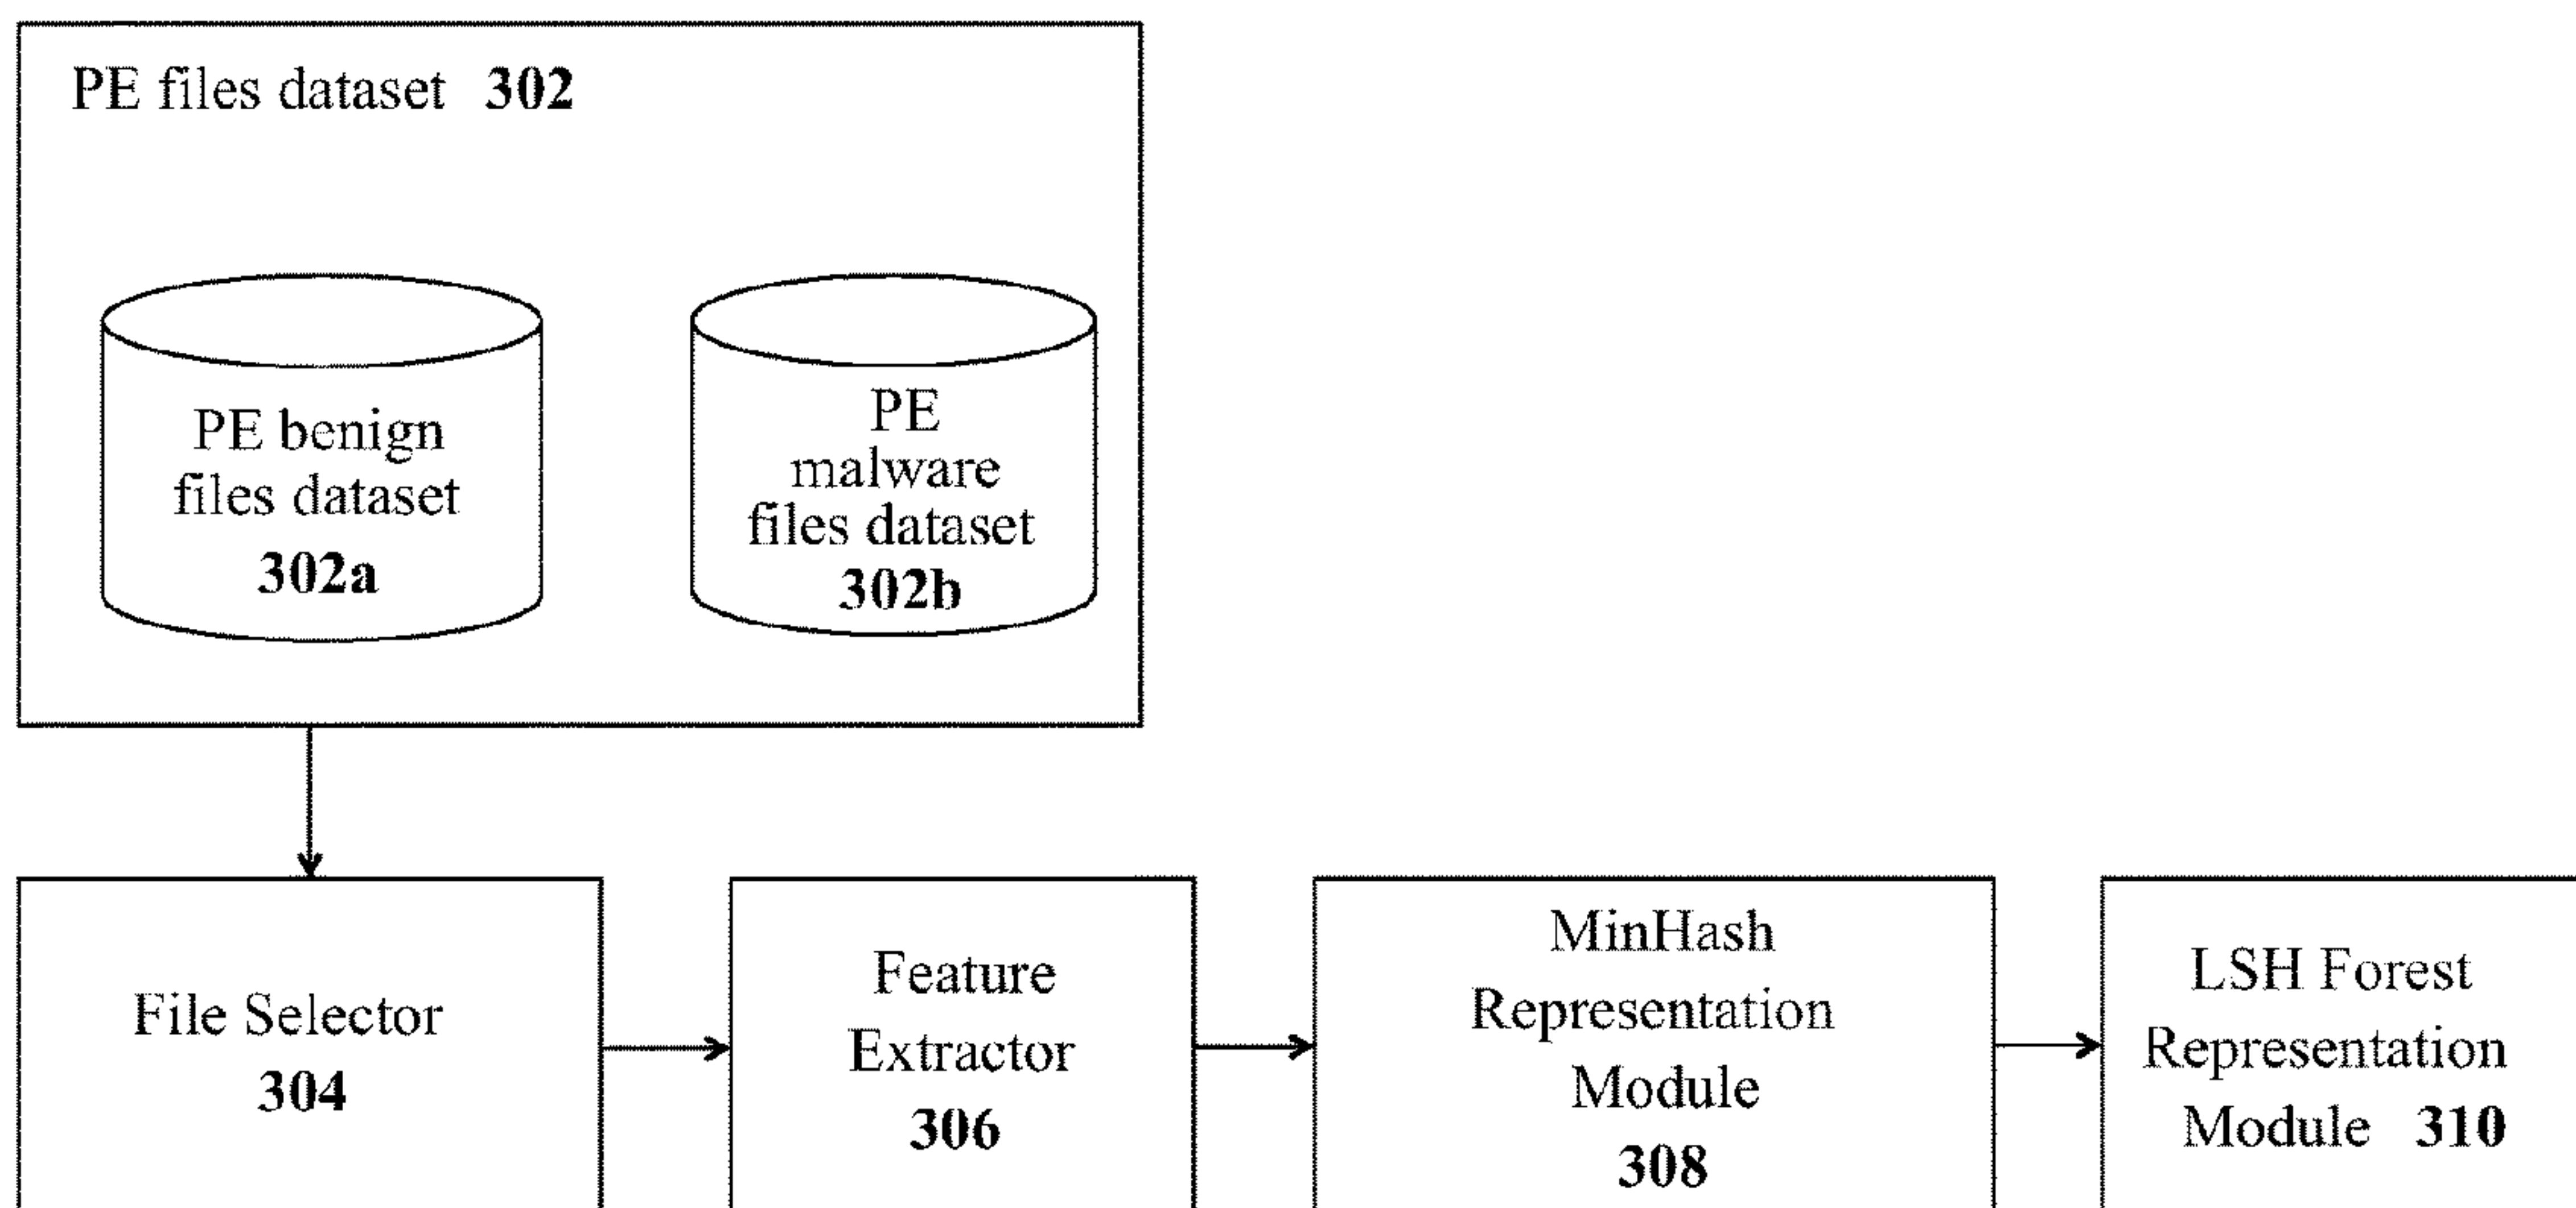 PE files dataset 302
PE benign
files dataset
302a
PE
malware
files dataset
302b
File Selector
304
Feature
Extractor
306
MinHash
Representation
Module
308
LSH Forest
Representation
Module 310